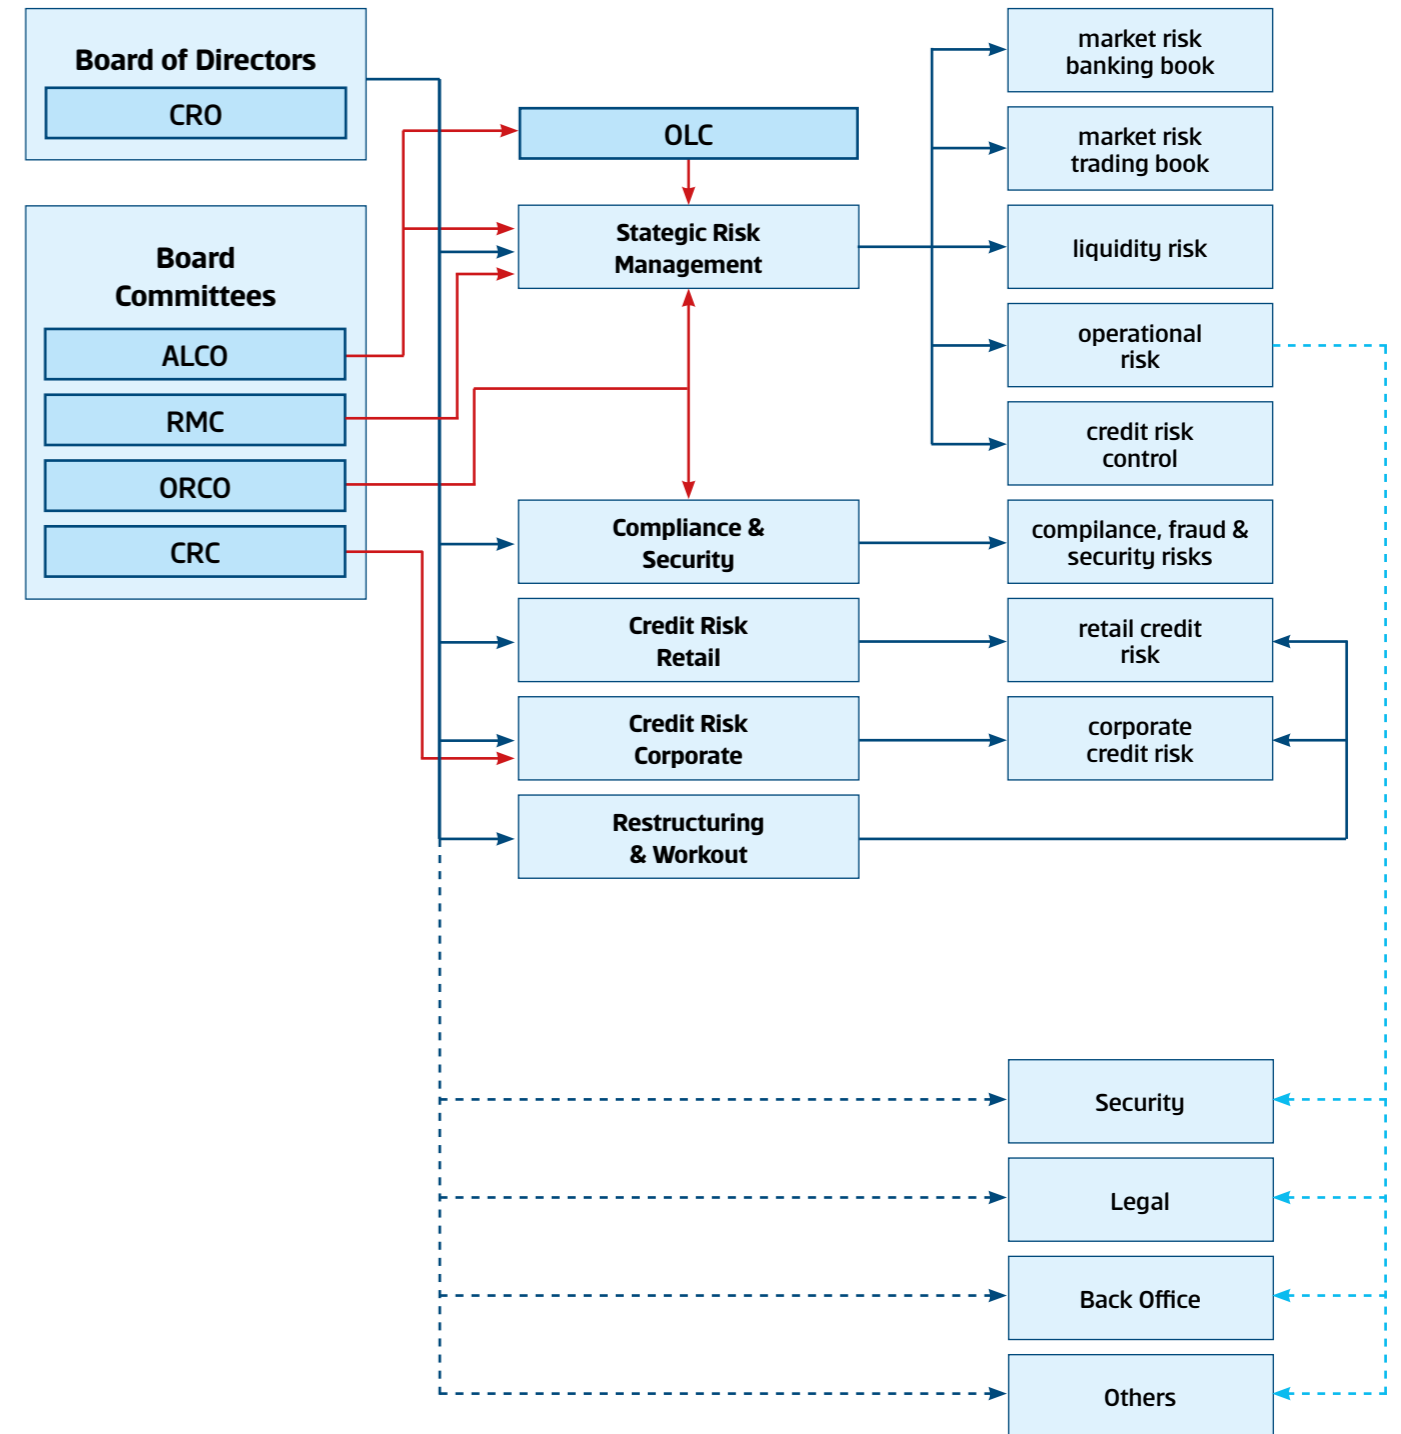 Board of Directors
CRO
Board
Committees
ALCO
RMC
ORCO
CRC
OLC
Stategic Risk
Management
Compliance &
Security
Credit Risk
Retail
Credit Risk
Corporate
Restructuring
& Workout
market risk
banking book
market risk
trading book
liquidity risk
operational
risk
credit risk
control
compilance, fraud &
security risks
retail credit
risk
corporate
credit risk
Security
Legal
Back Office
Others